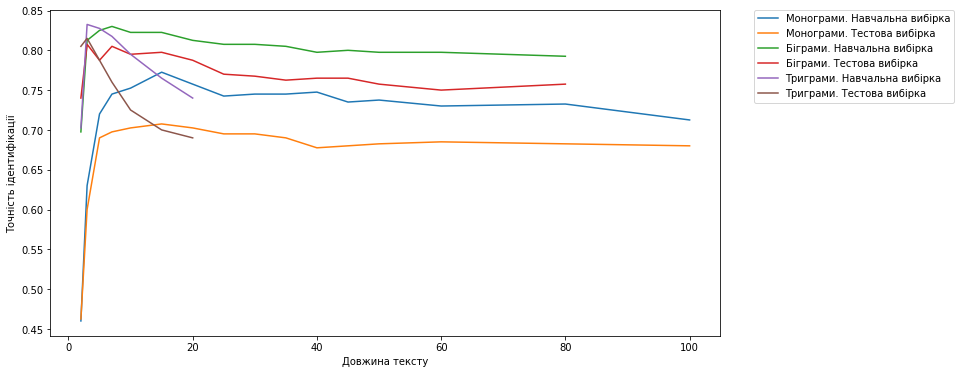 0.85
0.80
0.75
0.70
0.65
0.60
0.55
0.50
0.45
Точність ідентифікації
0 20 40 60 80 100
Довжина тексту
Монограми. Навчальна вибірка
Монограми. Тестова вибірка
Біграми. Навчальна вибірка
Біграми. Тестова вибірка
Триграми. Навчальна вибірка
Триграми. Тестова вибірка